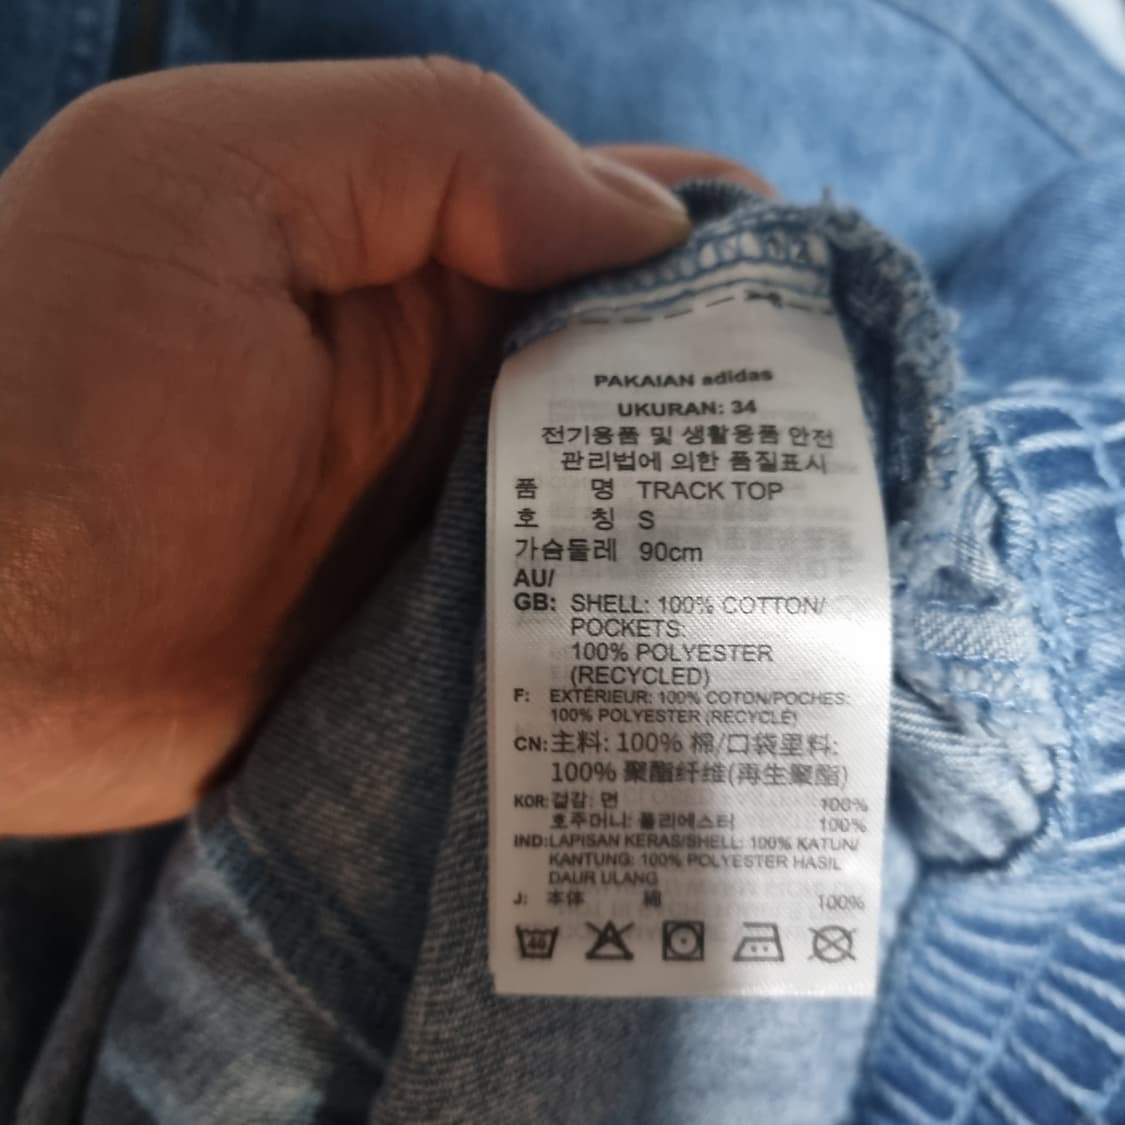 PAKAIAN adidas
UKURAN: 34
전기용품 및 생활용품 안전
관리법에 의한 품질표시
품 명 TRACK TOP
호 칭 S
가슴둘레 90cm
AU/
GB: SHELL: 100% COTTON/
POCKETS:
100% POLYESTER
(RECYCLED)
F: EXTÉRIEUR: 100% COTON/POCHES:
100% POLYESTER (RECYCLÉ)
CN: 主料: 100% 棉/口袋里料:
100% 聚酯纤维(再生聚酯)
KOR: 겉감: 면 100%
호주머니: 폴리에스터 100%
IND: LAPISAN KERAS/SHELL: 100% KATUN/
KANTUNG: 100% POLYESTER HASIL
DAUR ULANG
J: 本体 綿 100%
40